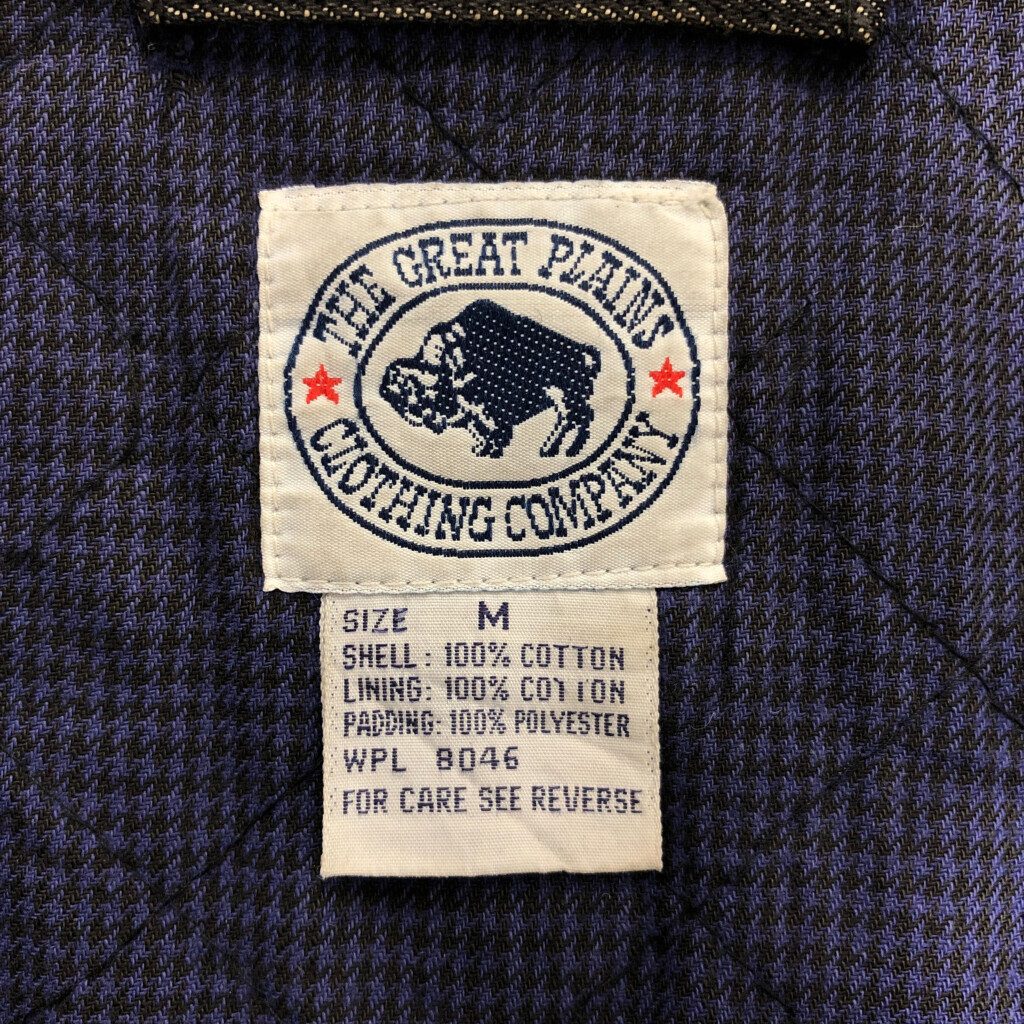 THE GREAT PLAINS
CLOTHING COMPANY
SIZE M
SHELL: 100% COTTON
LINING: 100% COTTON
PADDING: 100% POLYESTER
WPL 8046
FOR CARE SEE REVERSE